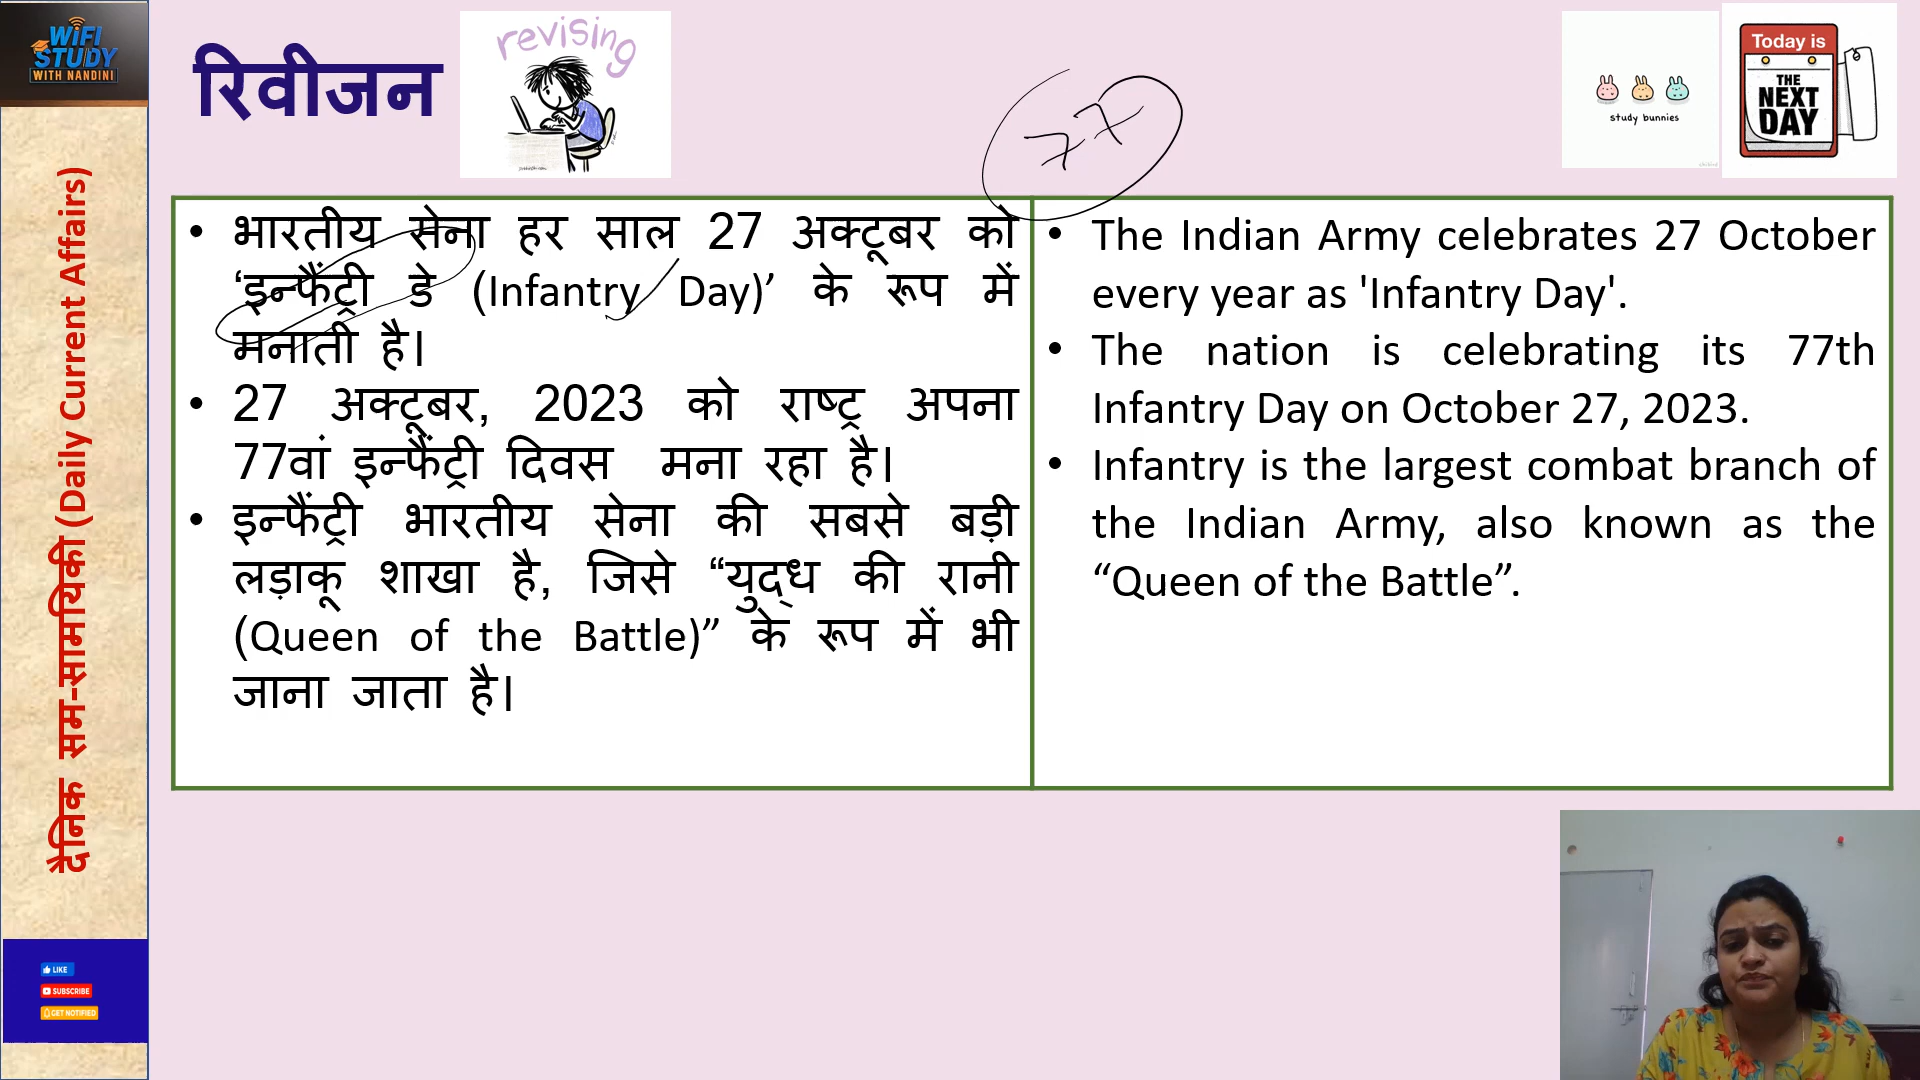 WiFI
STUDY
WITH NANDINI
रिवीजन
revising
77
study bunnies
Today is
THE
NEXT
DAY
दैनिक सम-सामयिकी (Daily Current Affairs)
• भारतीय सेना हर साल 27 अक्टूबर को
‘इन्फैंट्री डे (Infantry Day)’ के रूप में
मनाती है।
• 27 अक्टूबर, 2023 को राष्ट्र अपना
77वां इन्फैंट्री दिवस मना रहा है।
• इन्फैंट्री भारतीय सेना की सबसे बड़ी
लड़ाकू शाखा है, जिसे “युद्ध की रानी
(Queen of the Battle)” के रूप में भी
जाना जाता है।
• The Indian Army celebrates 27 October
every year as 'Infantry Day'.
• The nation is celebrating its 77th
Infantry Day on October 27, 2023.
• Infantry is the largest combat branch of
the Indian Army, also known as the
“Queen of the Battle”.
LIKE
SUBSCRIBE
GET NOTIFIED